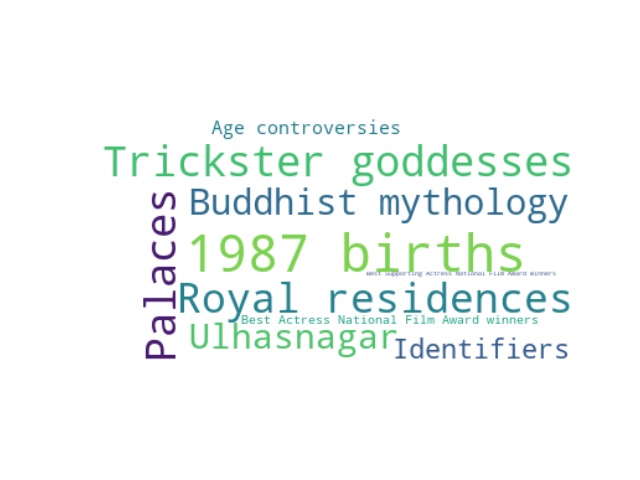 Age controversies
Trickster goddesses
Buddhist mythology
Palaces
1987 births
Best Supporting Actress National Film Award winners
Royal residences
Best Actress National Film Award winners
Ulhasnagar
Identifiers